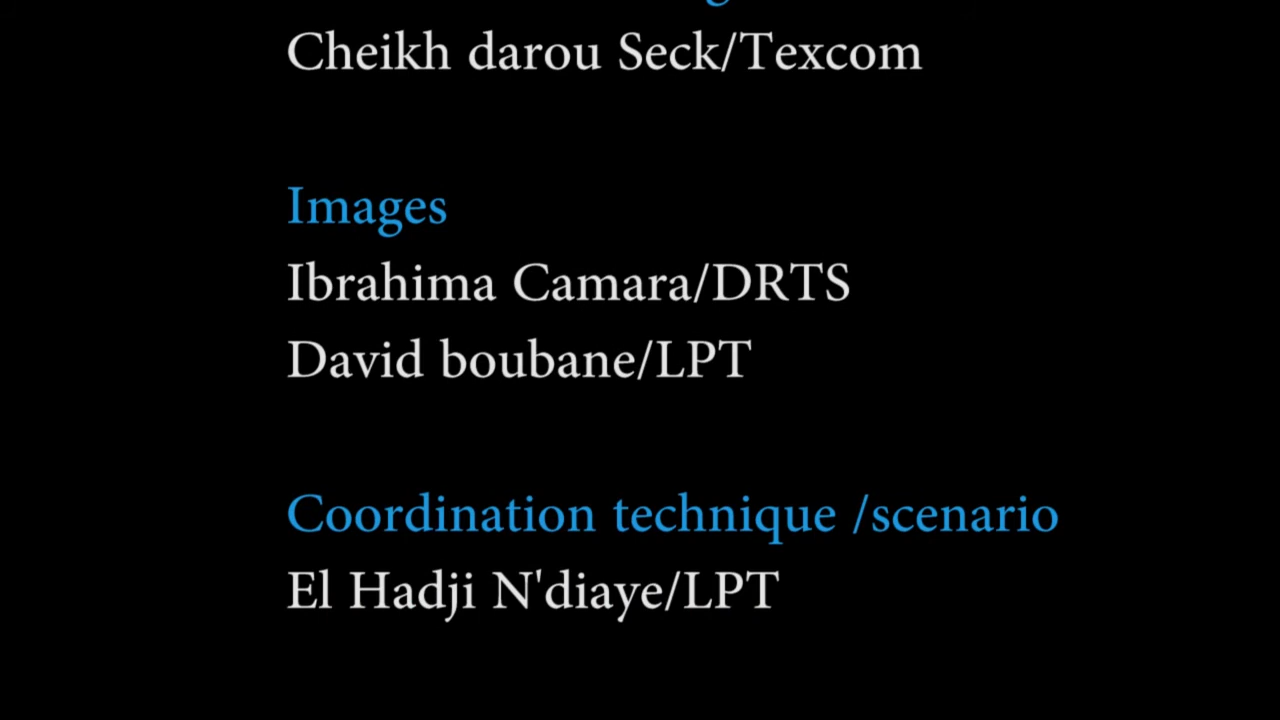 Cheikh darou Seck/Texcom
Images
Ibrahima Camara/DRTS
David boubane/LPT
Coordination technique /scenario
El Hadji N'diaye/LPT